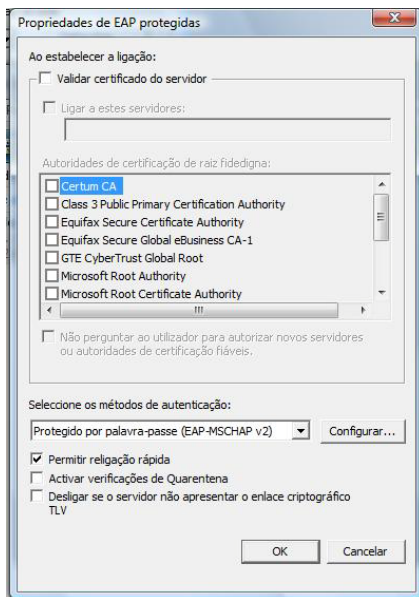 Propriedades de EAP protegidas
Ao estabelecer a ligação:
Validar certificado do servidor
Ligar a estes servidores:
Autoridades de certificação de raiz fidedigna:
Certum CA
Class 3 Public Primary Certification Authority
Equifax Secure Certificate Authority
Equifax Secure Global eBusiness CA-1
GTE CyberTrust Global Root
Microsoft Root Authority
Microsoft Root Certificate Authority
Não perguntar ao utilizador para autorizar novos servidores
ou autoridades de certificação fiáveis.
Seleccione os métodos de autenticação:
Protegido por palavra-passe (EAP-MSCHAP v2) Configurar...
Permitir religação rápida
Activar verificações de Quarentena
Desligar se o servidor não apresentar o enlace criptográfico
TLV
OK Cancelar